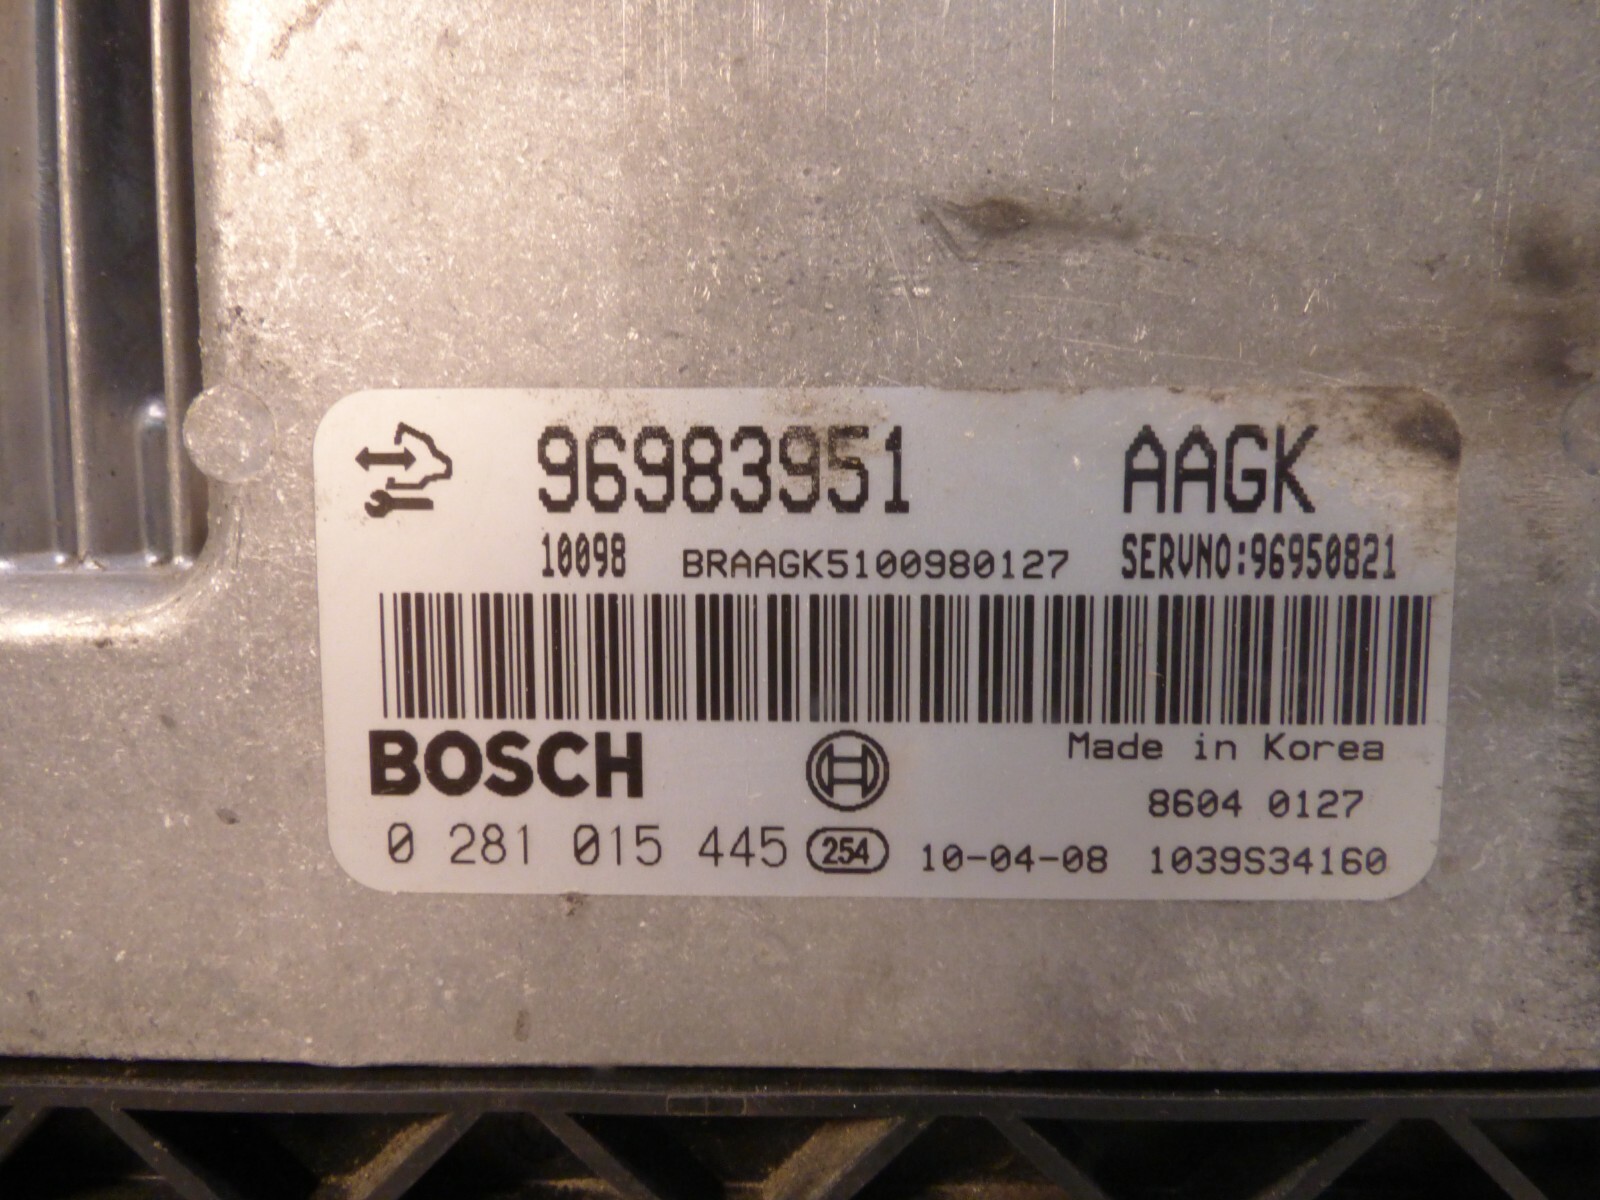 96983951 AAGK
10098 BRAAGK5100980127 SERVNO:96950821
BOSCH Made in Korea
8604 0127
0 281 015 445 254 10-04-08 1039S34160